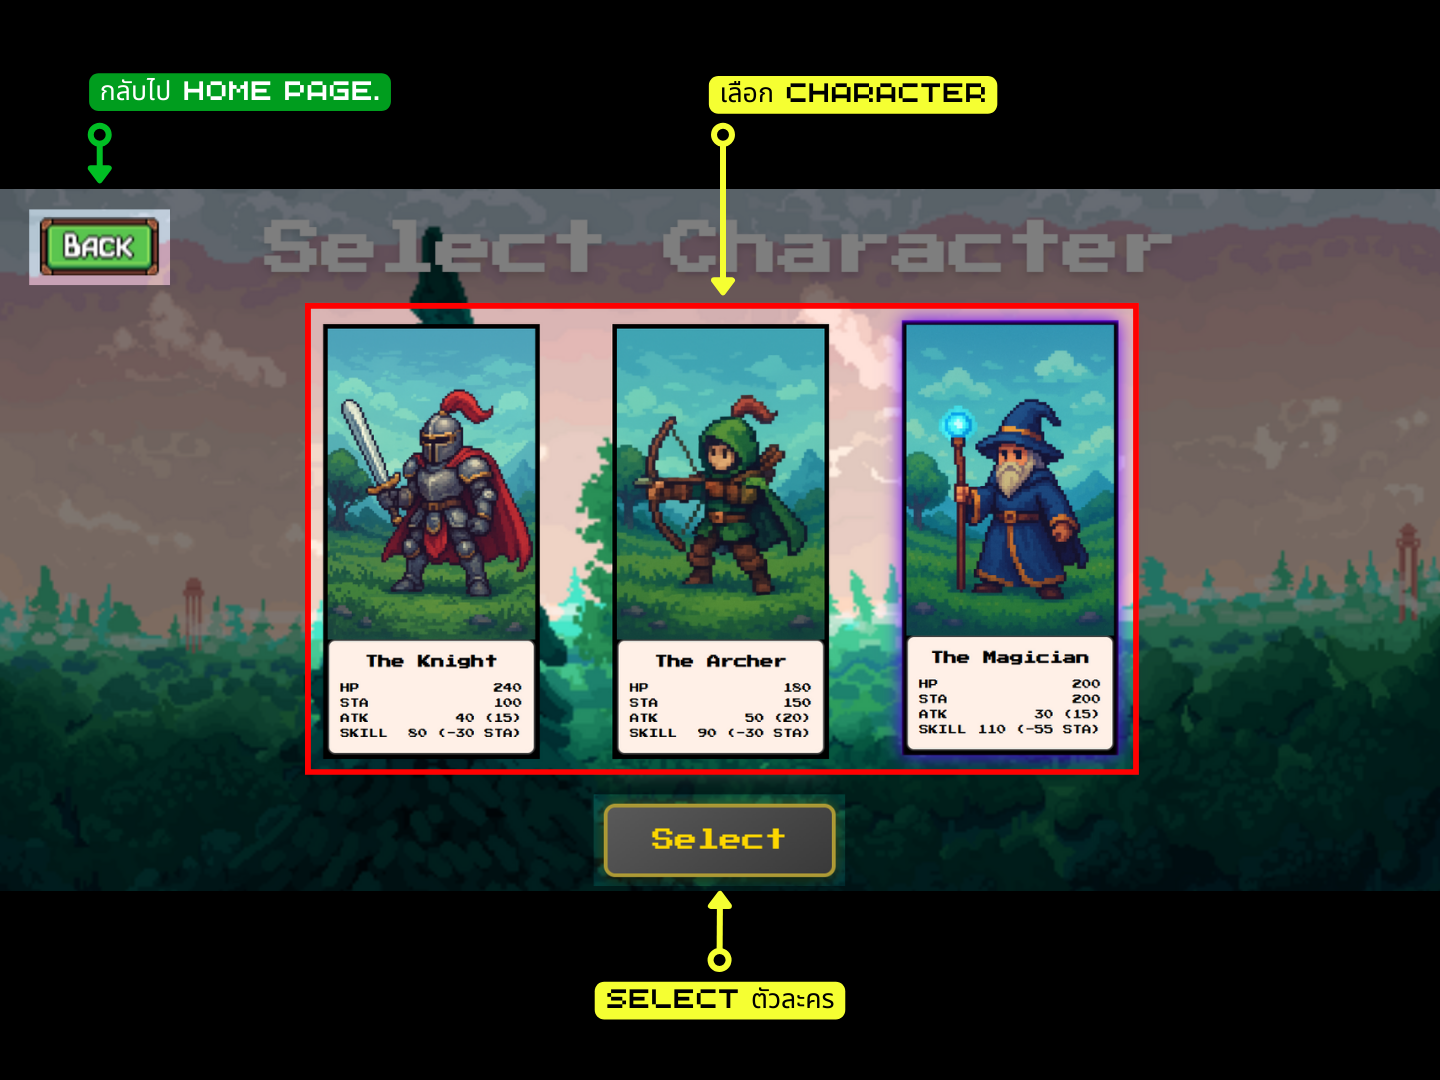 กลับไป HOME PAGE.
เลือก CHARACTER
BACK
Select Character
The Knight
HP 240
STA 100
ATK 40 (15)
SKILL 80 (-30 STA)
The Archer
HP 180
STA 150
ATK 50 (20)
SKILL 90 (-30 STA)
The Magician
HP 200
STA 200
ATK 30 (15)
SKILL 110 (-55 STA)
Select
SELECT ตัวละคร